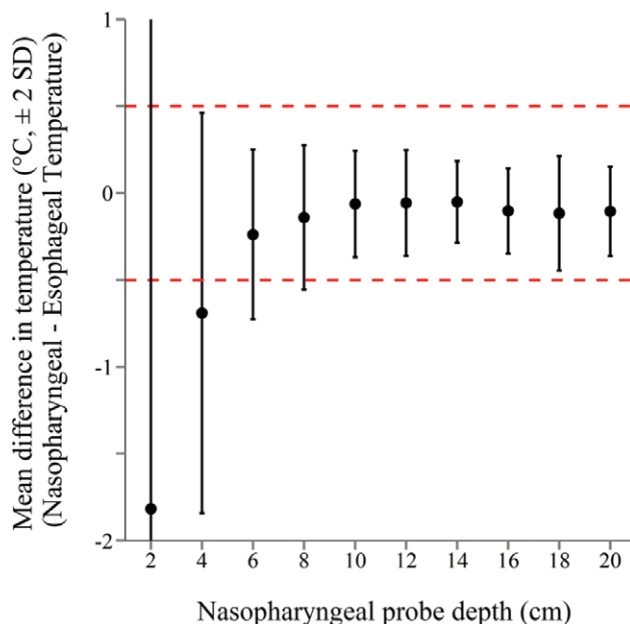 Mean difference in temperature (°C, ± 2 SD)
(Nasopharyngeal - Esophageal Temperature)
1
0
-1
-2
2 4 6 8 10 12 14 16 18 20
Nasopharyngeal probe depth (cm)